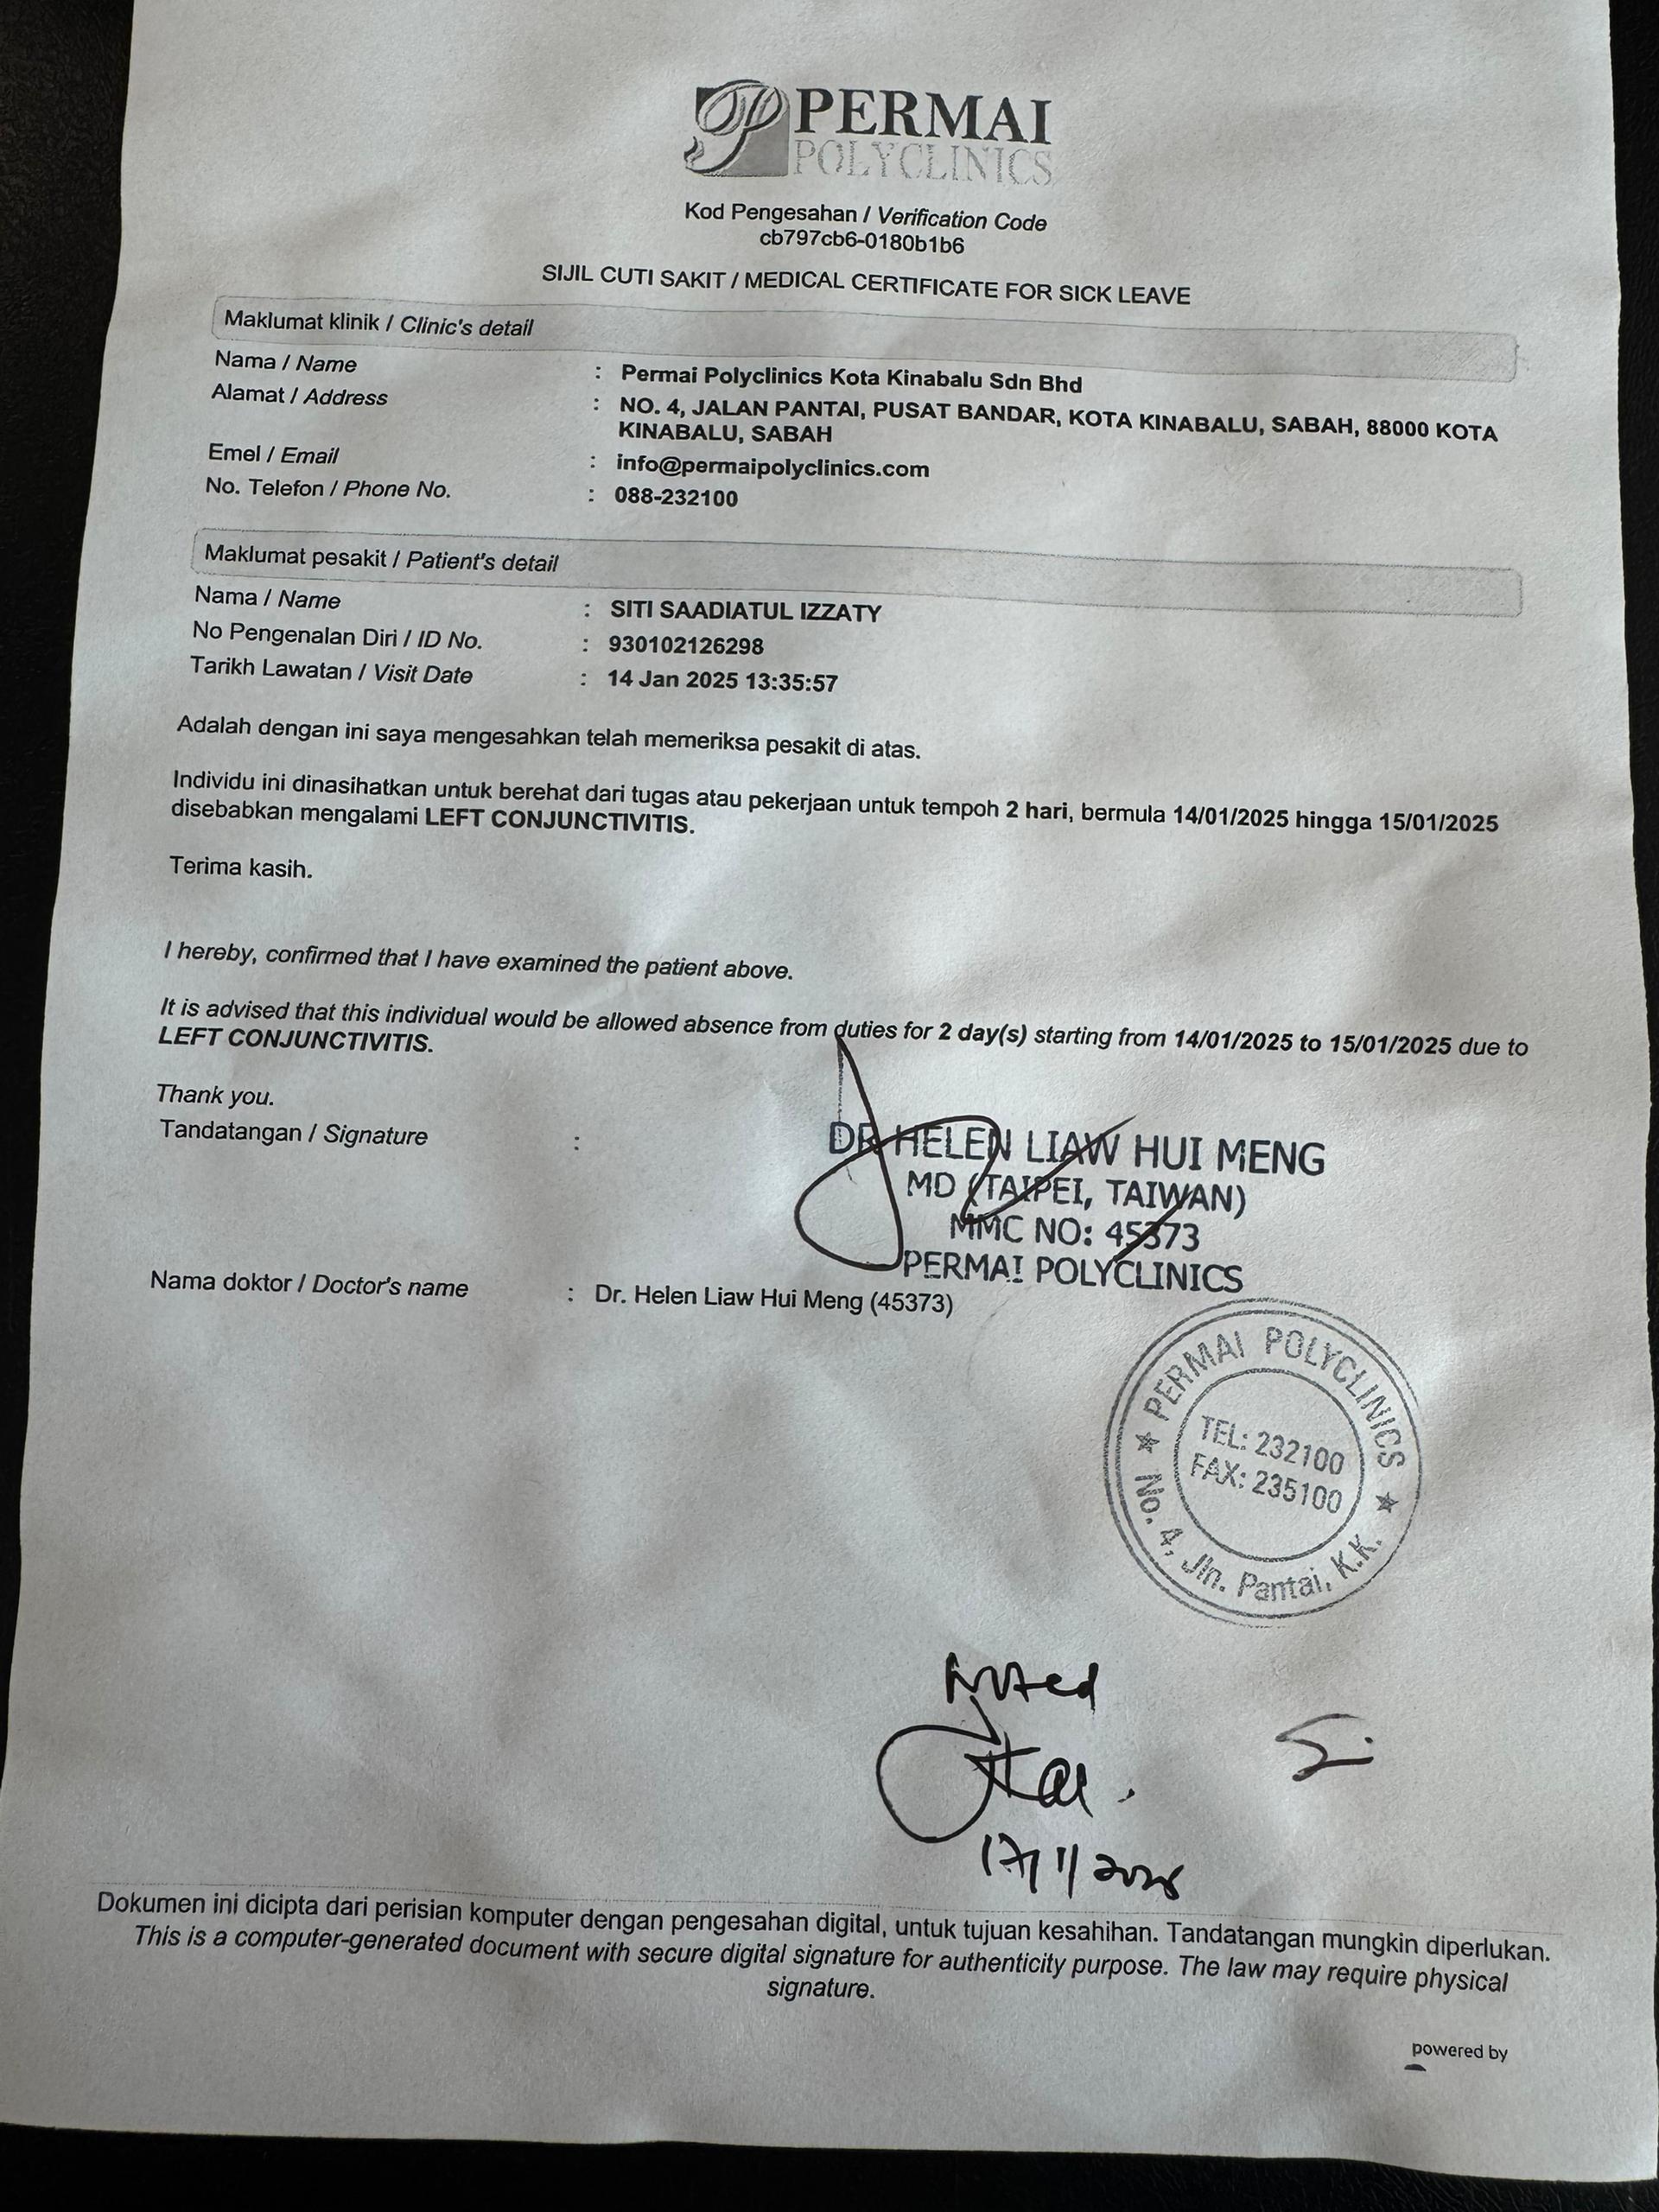 PERMAI
POLYCLINICS
Kod Pengesahan / Verification Code
cb797cb6-0180b1b6
SIJIL CUTI SAKIT / MEDICAL CERTIFICATE FOR SICK LEAVE
Maklumat klinik / Clinic's detail
Nama / Name : Permai Polyclinics Kota Kinabalu Sdn Bhd
Alamat / Address : NO. 4, JALAN PANTAI, PUSAT BANDAR, KOTA KINABALU, SABAH, 88000 KOTA
KINABALU, SABAH
Emel / Email : info@permaipolyclinics.com
No. Telefon / Phone No. : 088-232100
Maklumat pesakit / Patient's detail
Nama / Name : SITI SAADIATUL IZZATY
No Pengenalan Diri / ID No. : 930102126298
Tarikh Lawatan / Visit Date : 14 Jan 2025 13:35:57
Adalah dengan ini saya mengesahkan telah memeriksa pesakit di atas.
Individu ini dinasihatkan untuk berehat dari tugas atau pekerjaan untuk tempoh 2 hari, bermula 14/01/2025 hingga 15/01/2025
disebabkan mengalami LEFT CONJUNCTIVITIS.
Terima kasih.
I hereby, confirmed that I have examined the patient above.
It is advised that this individual would be allowed absence from duties for 2 day(s) starting from 14/01/2025 to 15/01/2025 due to
LEFT CONJUNCTIVITIS.
Thank you.
Tandatangan / Signature :
DR HELEN LIAW HUI MENG
MD (TAIPEI, TAIWAN)
MMC NO: 45373
PERMAI POLYCLINICS
Nama doktor / Doctor's name : Dr. Helen Liaw Hui Meng (45373)
PERMAI POLYCLINICS
TEL: 232100
FAX: 235100
No. 4, Jln. Pantai, K.K.
Noted
Dokumen ini dicipta dari perisian komputer dengan pengesahan digital, untuk tujuan kesahihan. Tandatangan mungkin diperlukan.
This is a computer-generated document with secure digital signature for authenticity purpose. The law may require physical
signature.
powered by